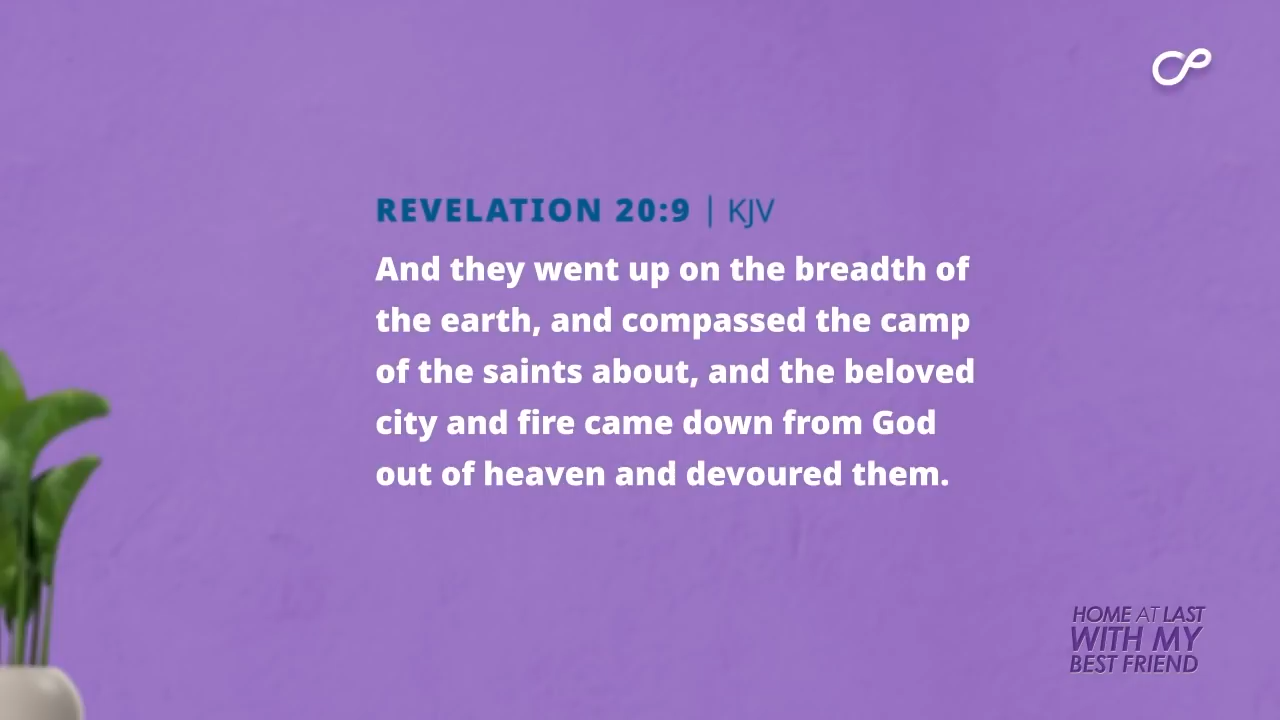 REVELATION 20:9 | KJV
And they went up on the breadth of
the earth, and compassed the camp
of the saints about, and the beloved
city and fire came down from God
out of heaven and devoured them.
HOME AT LAST
WITH MY
BEST FRIEND